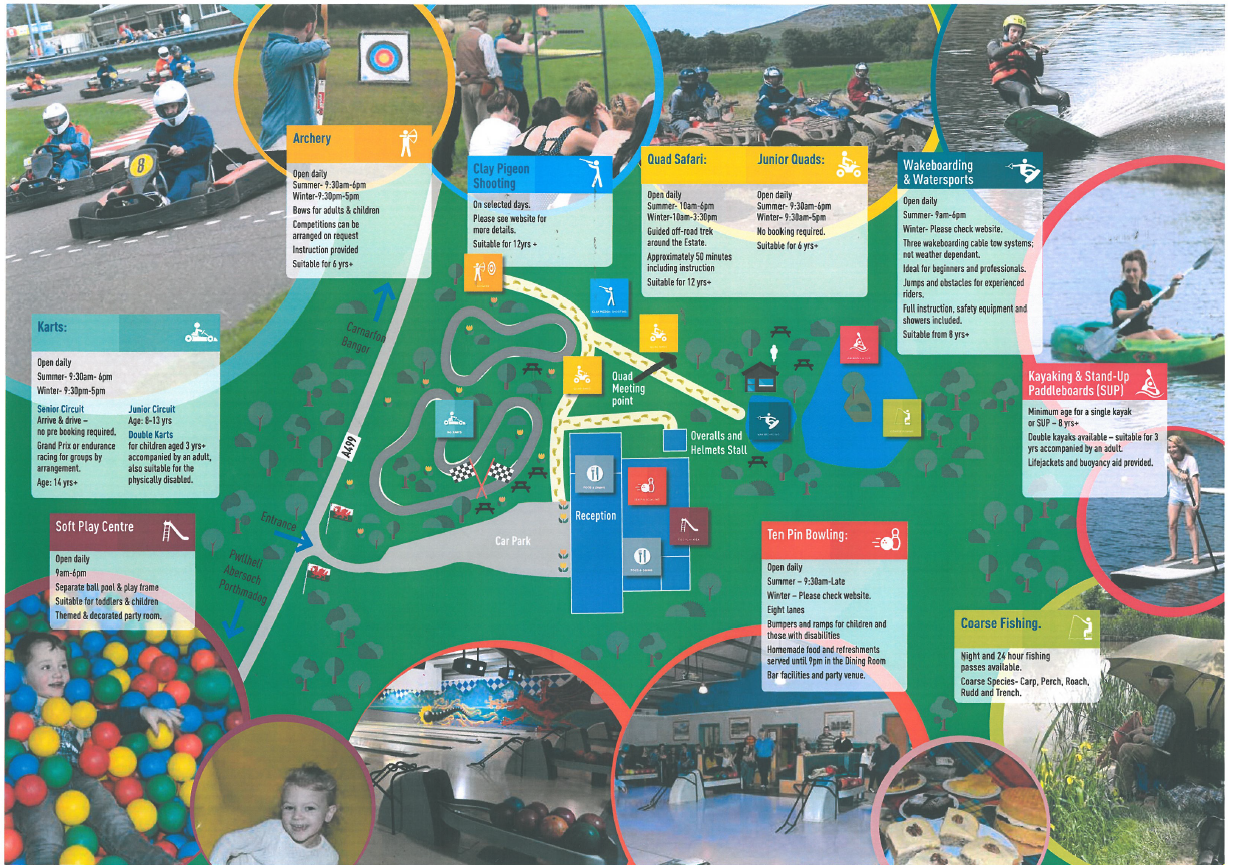 Archery
Open daily
Summer- 9:30am-6pm
Winter-9:30pm-5pm
Bows for adults & children
Competitions can be
arranged on request
Instruction provided
Suitable for 6 yrs+
Clay Pigeon
Shooting
On selected days.
Please see website for
more details.
Suitable for 12yrs +
Quad Safari:
Open daily
Summer- 10am-6pm
Winter-10am-3:30pm
Guided off-road trek
around the Estate.
Approximately 50 minutes
including instruction
Suitable for 12 yrs+
Junior Quads:
Open daily
Summer- 9:30am-6pm
Winter- 9:30am-5pm
No booking required.
Suitable for 6 yrs+
Wakeboarding
& Watersports
Open daily
Summer- 9am-6pm
Winter- Please check website.
Three wakeboarding cable tow systems;
not weather dependant.
Ideal for beginners and professionals.
Jumps and obstacles for experienced
riders.
Full instruction, safety equipment and
showers included.
Suitable from 8 yrs+
8
Karts:
Open daily
Summer- 9:30am- 6pm
Winter- 9:30pm-5pm
Senior Circuit
Arrive & drive –
no pre booking required.
Grand Prix or endurance
racing for groups by
arrangement.
Age: 14 yrs+
Junior Circuit
Age: 8-13 yrs
Double Karts
for children aged 3 yrs+
accompanied by an adult,
also suitable for the
physically disabled.
Kayaking & Stand-Up
Paddleboards (SUP)
Minimum age for a single kayak
or SUP – 8 yrs+
Double kayaks available – suitable for 3
yrs accompanied by an adult.
Lifejackets and buoyancy aid provided.
Carnarfon
Bangor
A499
CLAY PIGEON SHOOTING
Quad
Meeting
point
Overalls and
Helmets Stall
Reception
Car Park
Entrance
Pwllheli
Abersoch
Porthmadog
Soft Play Centre
Open daily
9am-6pm
Separate ball pool & play frame
Suitable for toddlers & children
Themed & decorated party room.
Ten Pin Bowling:
Open daily
Summer – 9:30am-Late
Winter – Please check website.
Eight lanes
Bumpers and ramps for children and
those with disabilities
Homemade food and refreshments
served until 9pm in the Dining Room
Bar facilities and party venue.
Coarse Fishing.
Night and 24 hour fishing
passes available.
Coarse Species- Carp, Perch, Roach,
Rudd and Trench.